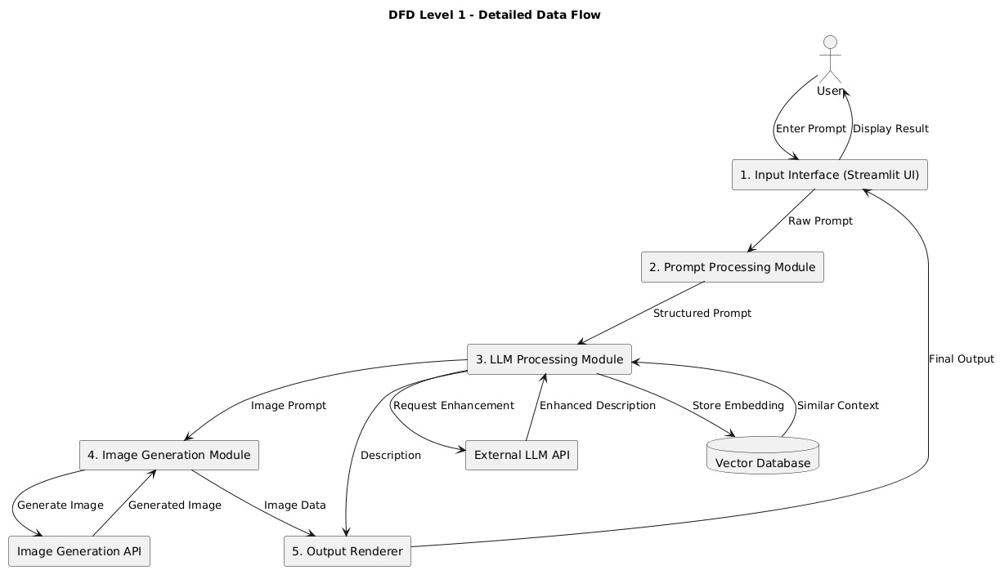 DFD Level 1 - Detailed Data Flow
User
Enter Prompt
Display Result
1. Input Interface (Streamlit UI)
Raw Prompt
2. Prompt Processing Module
Structured Prompt
Final Output
3. LLM Processing Module
Image Prompt
Request Enhancement
Enhanced Description
Store Embedding
Similar Context
4. Image Generation Module
Description
External LLM API
Vector Database
Generate Image
Generated Image
Image Data
Image Generation API
5. Output Renderer